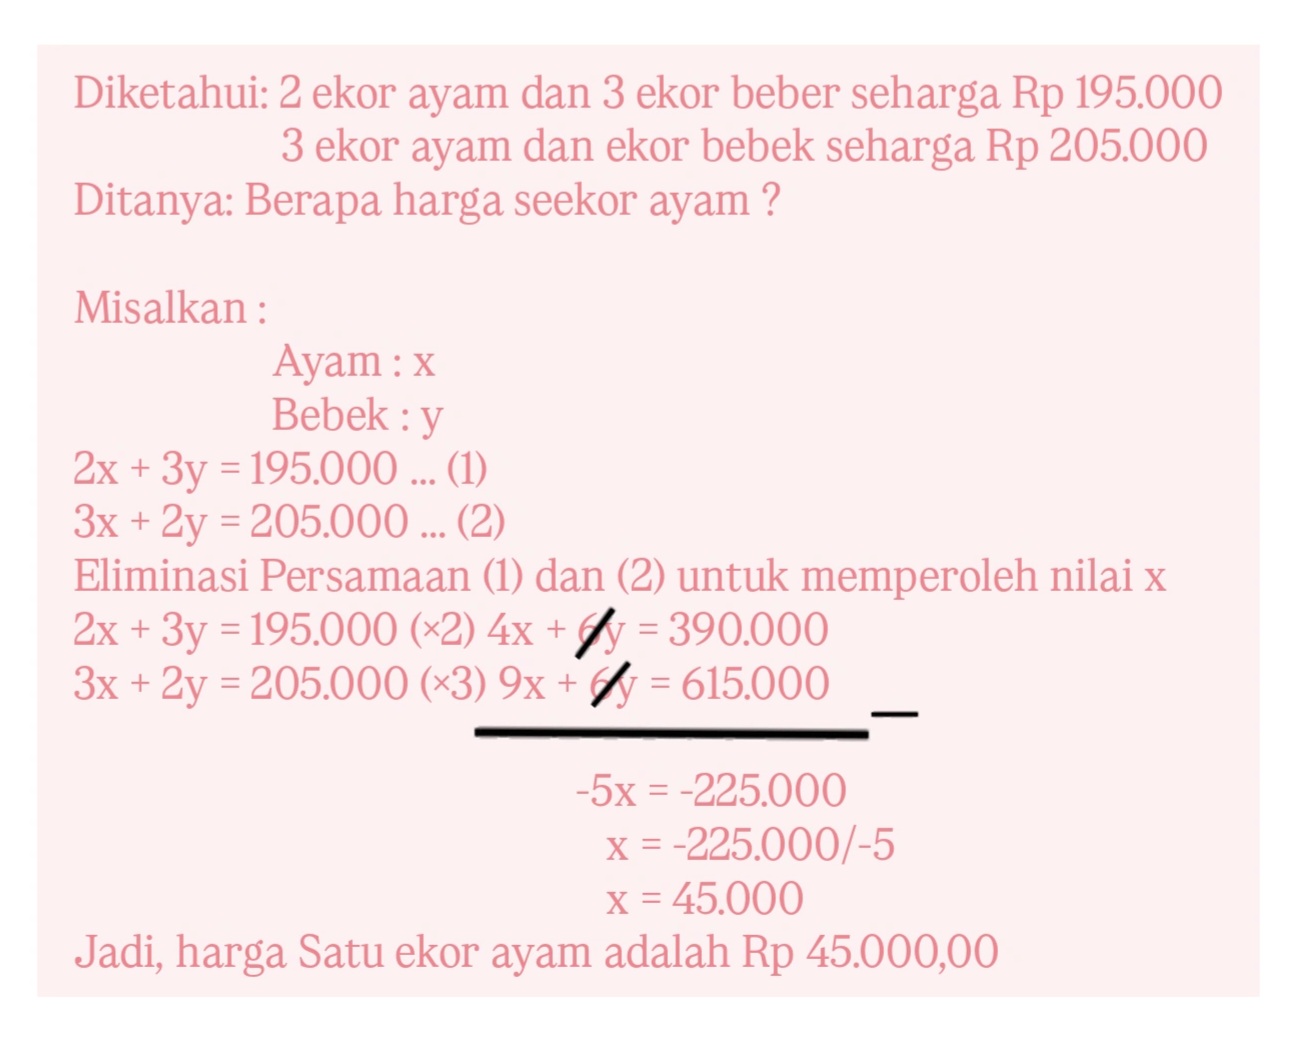 Diketahui: 2 ekor ayam dan 3 ekor beber seharga Rp 195.000
3 ekor ayam dan ekor bebek seharga Rp 205.000
Ditanya: Berapa harga seekor ayam ?
Misalkan :
Ayam : x
Bebek : y
2x + 3y = 195.000 ... (1)
3x + 2y = 205.000 ... (2)
Eliminasi Persamaan (1) dan (2) untuk memperoleh nilai x
2x + 3y = 195.000 (×2) 4x + 6y = 390.000
3x + 2y = 205.000 (×3) 9x + 6y = 615.000 –
-5x = -225.000
x = -225.000/-5
x = 45.000
Jadi, harga Satu ekor ayam adalah Rp 45.000,00